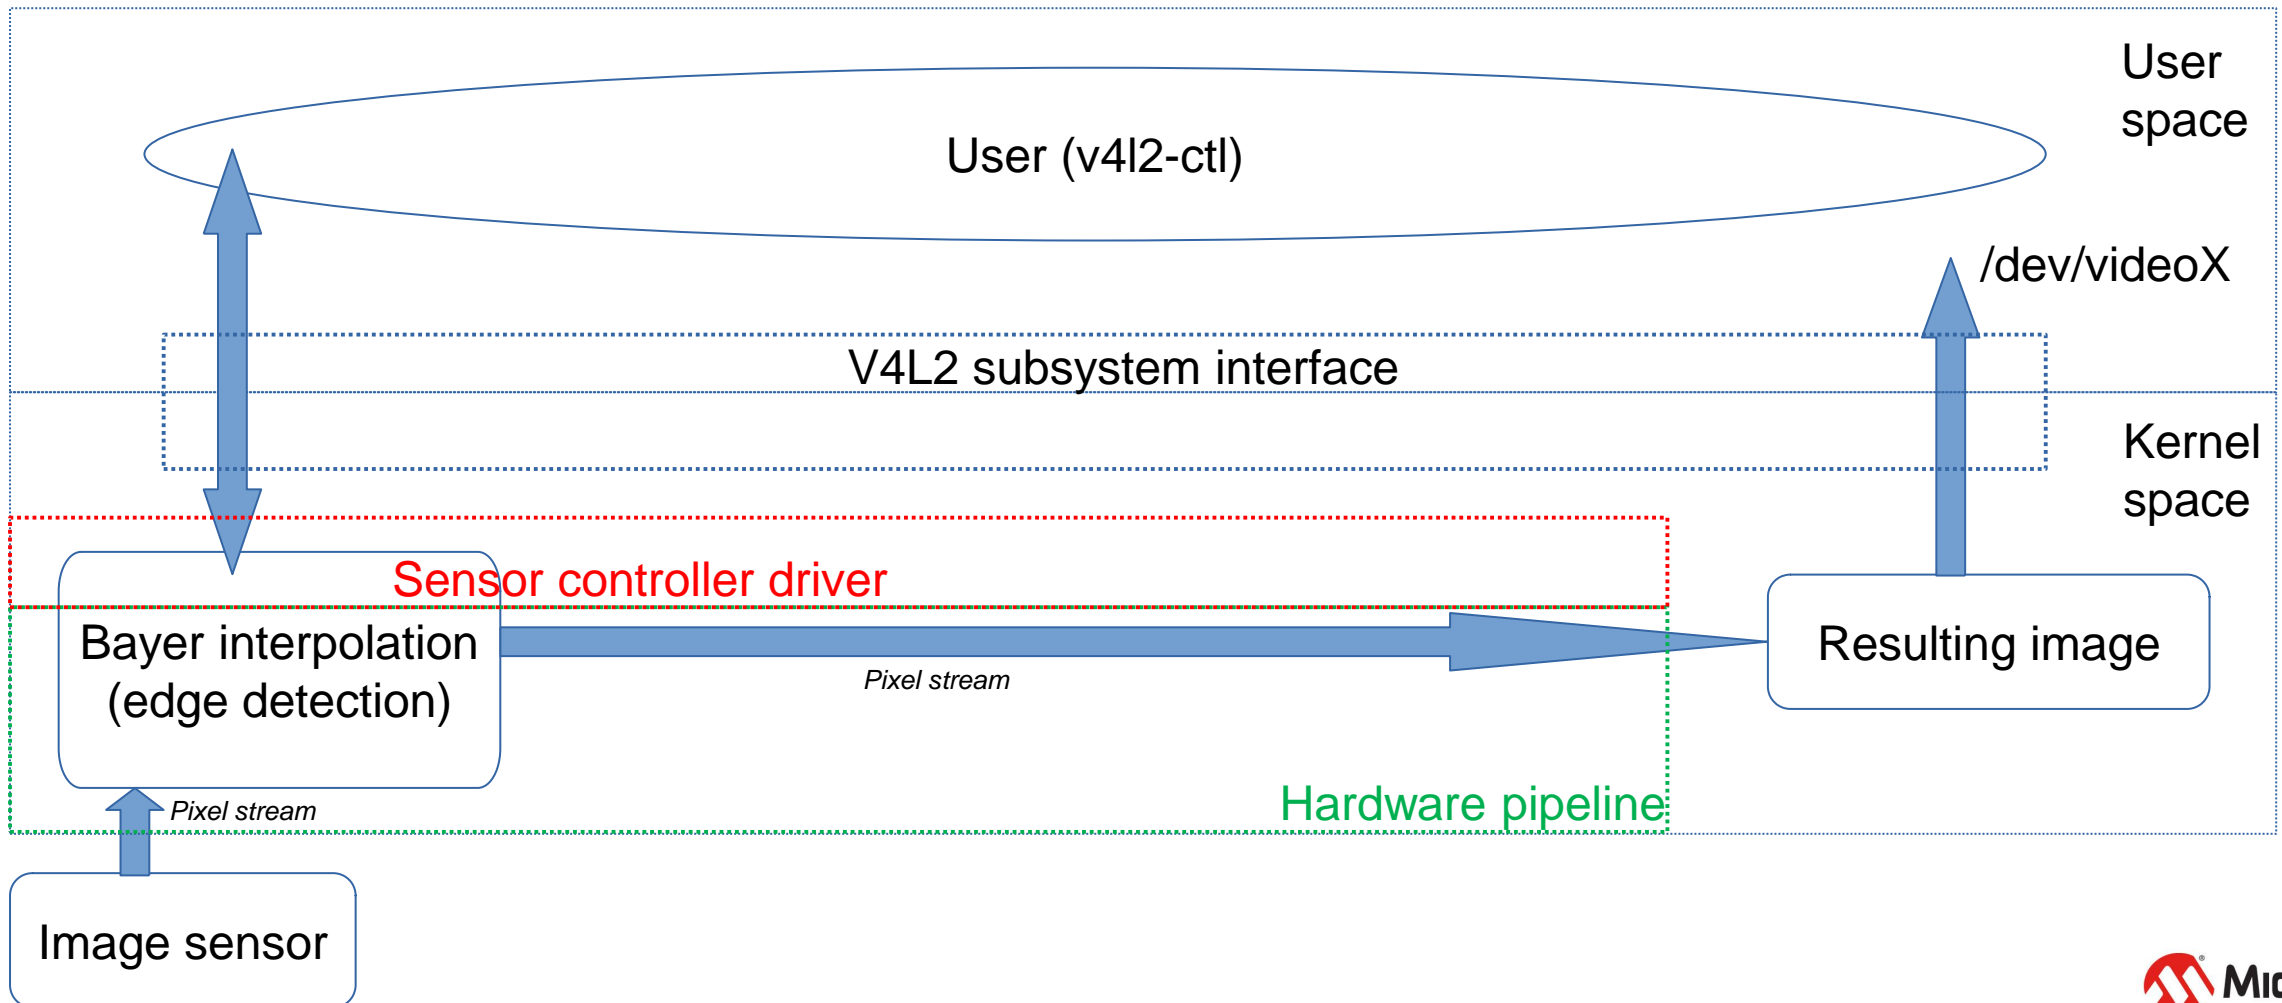 User
space
User (v4l2-ctl)
/dev/videoX
V4L2 subsystem interface
Kernel
space
Sensor controller driver
Bayer interpolation
(edge detection)
Pixel stream
Resulting image
Hardware pipeline
Pixel stream
Image sensor